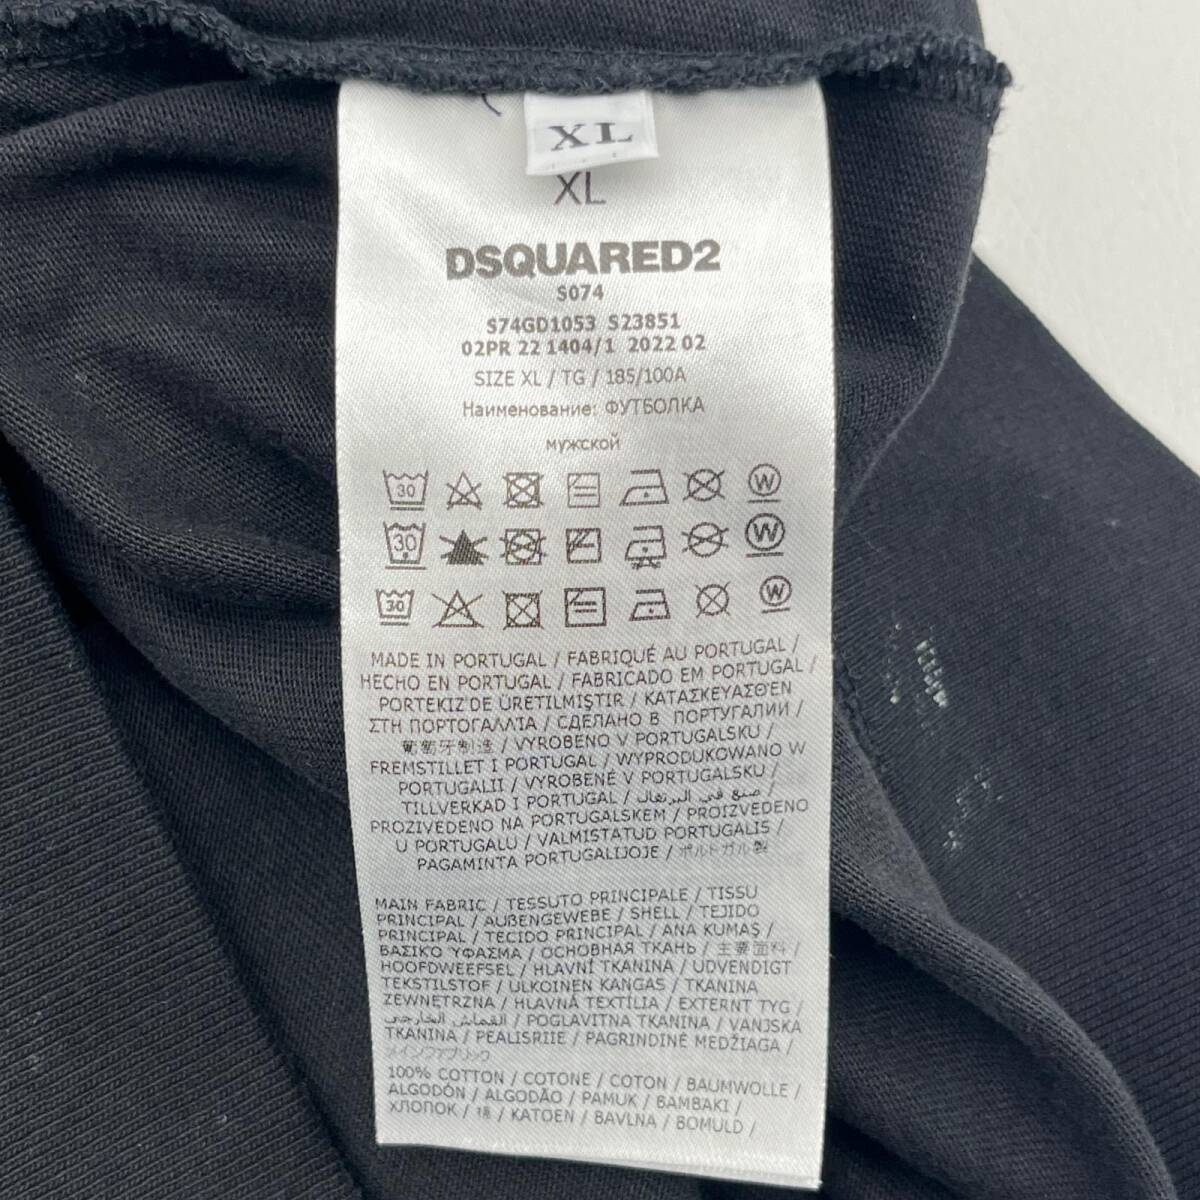 XL
XL
DSQUARED2
S074
S74GD1053 S23851
02PR 22 1404/1 2022 02
SIZE XL / TG / 185/100A
Наименование: ФУТБОЛКА
мужской
30 W
30 W
30 W
MADE IN PORTUGAL / FABRIQUÉ AU PORTUGAL /
HECHO EN PORTUGAL / FABRICADO EM PORTUGAL /
PORTEKIZ'DE ÜRETILMIŞTIR / ΚΑΤΑΣΚΕΥΑΣΘΕΝ
ΣΤΗ ΠΟΡΤΟΓΑΛΛΙΑ / СДЕЛАНО В ПОРТУГАЛИИ /
葡萄牙制造 / VYROBENO V PORTUGALSKU /
FREMSTILLET I PORTUGAL / WYPRODUKOWANO W
PORTUGALII / VYROBENÉ V PORTUGALSKU /
TILLVERKAD I PORTUGAL / صنع في البرتغال /
PROZIVEDENO NA PORTUGALSKEM / PROIZVEDENO
U PORTUGALU / VALMISTATUD PORTUGALIS /
PAGAMINTA PORTUGALIJOJE / ポルトガル製
MAIN FABRIC / TESSUTO PRINCIPALE / TISSU
PRINCIPAL / AUßENGEWEBE / SHELL / TEJIDO
PRINCIPAL / TECIDO PRINCIPAL / ANA KUMAŞ /
ΒΑΣΙΚΟ ΥΦΑΣΜΑ / ОСНОВНАЯ ТКАНЬ / 主要面料 /
HOOFDWEEFSEL / HLAVNÍ TKANINA / UDVENDIGT
TEKSTILSTOF / ULKOINEN KANGAS / TKANINA
ZEWNETRZNA / HLAVNÁ TEXTÍLIA / EXTERNT TYG /
القماش الخارجي / POGLAVITNA TKANINA / VANJSKA
TKANINA / PEALISRIIE / PAGRINDINĖ MEDŽIAGA /
メインファブリック
100% COTTON / COTONE / COTON / BAUMWOLLE /
ALGODÓN / ALGODÃO / PAMUK / BAMBAKI /
ХЛОПОК / 棉 / KATOEN / BAVLNA / BOMULD /